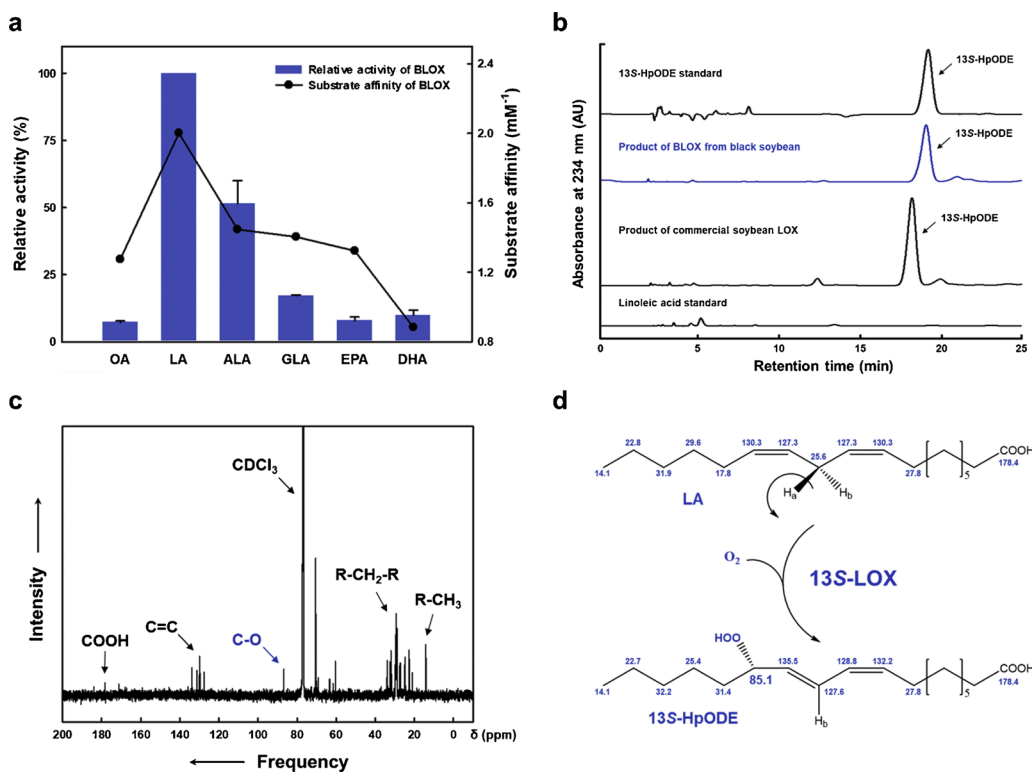 a
Relative activity of BLOX
Substrate affinity of BLOX
Relative activity (%)
100
75
50
25
0
Substrate affinity (mM⁻¹)
2.4
2.0
1.6
1.2
0.8
OA LA ALA GLA EPA DHA
b
Absorbance at 234 nm (AU)
13S-HpODE standard
13S-HpODE
Product of BLOX from black soybean
13S-HpODE
Product of commercial soybean LOX
13S-HpODE
Linoleic acid standard
0 5 10 15 20 25
Retention time (min)
c
Intensity
COOH
C=C
C-O
CDCl₃
R-CH₂-R
R-CH₃
200 180 160 140 120 100 80 60 40 20 0 δ (ppm)
Frequency
d
22.8 29.6 130.3 127.3 25.6 127.3 130.3 COOH
14.1 31.9 17.8 27.8 5 178.4
Ha Hb
LA
O₂
13S-LOX
HOO
22.7 25.4 135.5 128.8 132.2 COOH
14.1 32.2 31.4 85.1 127.6 27.8 5 178.4
Hb
13S-HpODE